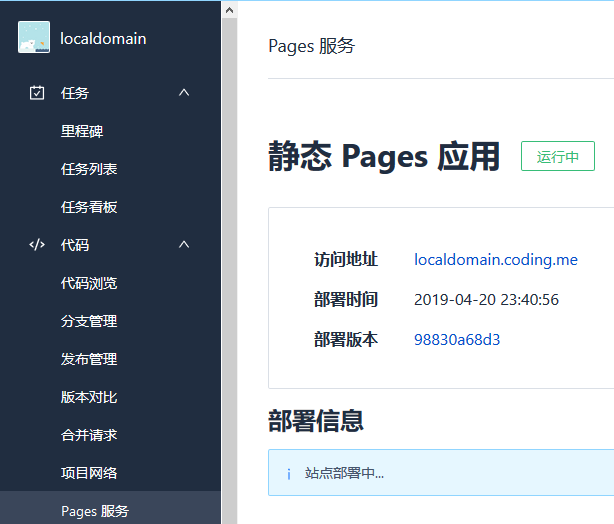 localdomain
任务
里程碑
任务列表
任务看板
代码
代码浏览
分支管理
发布管理
版本对比
合并请求
项目网络
Pages 服务
Pages 服务
静态 Pages 应用
运行中
访问地址 localdomain.coding.me
部署时间 2019-04-20 23:40:56
部署版本 98830a68d3
部署信息
站点部署中...